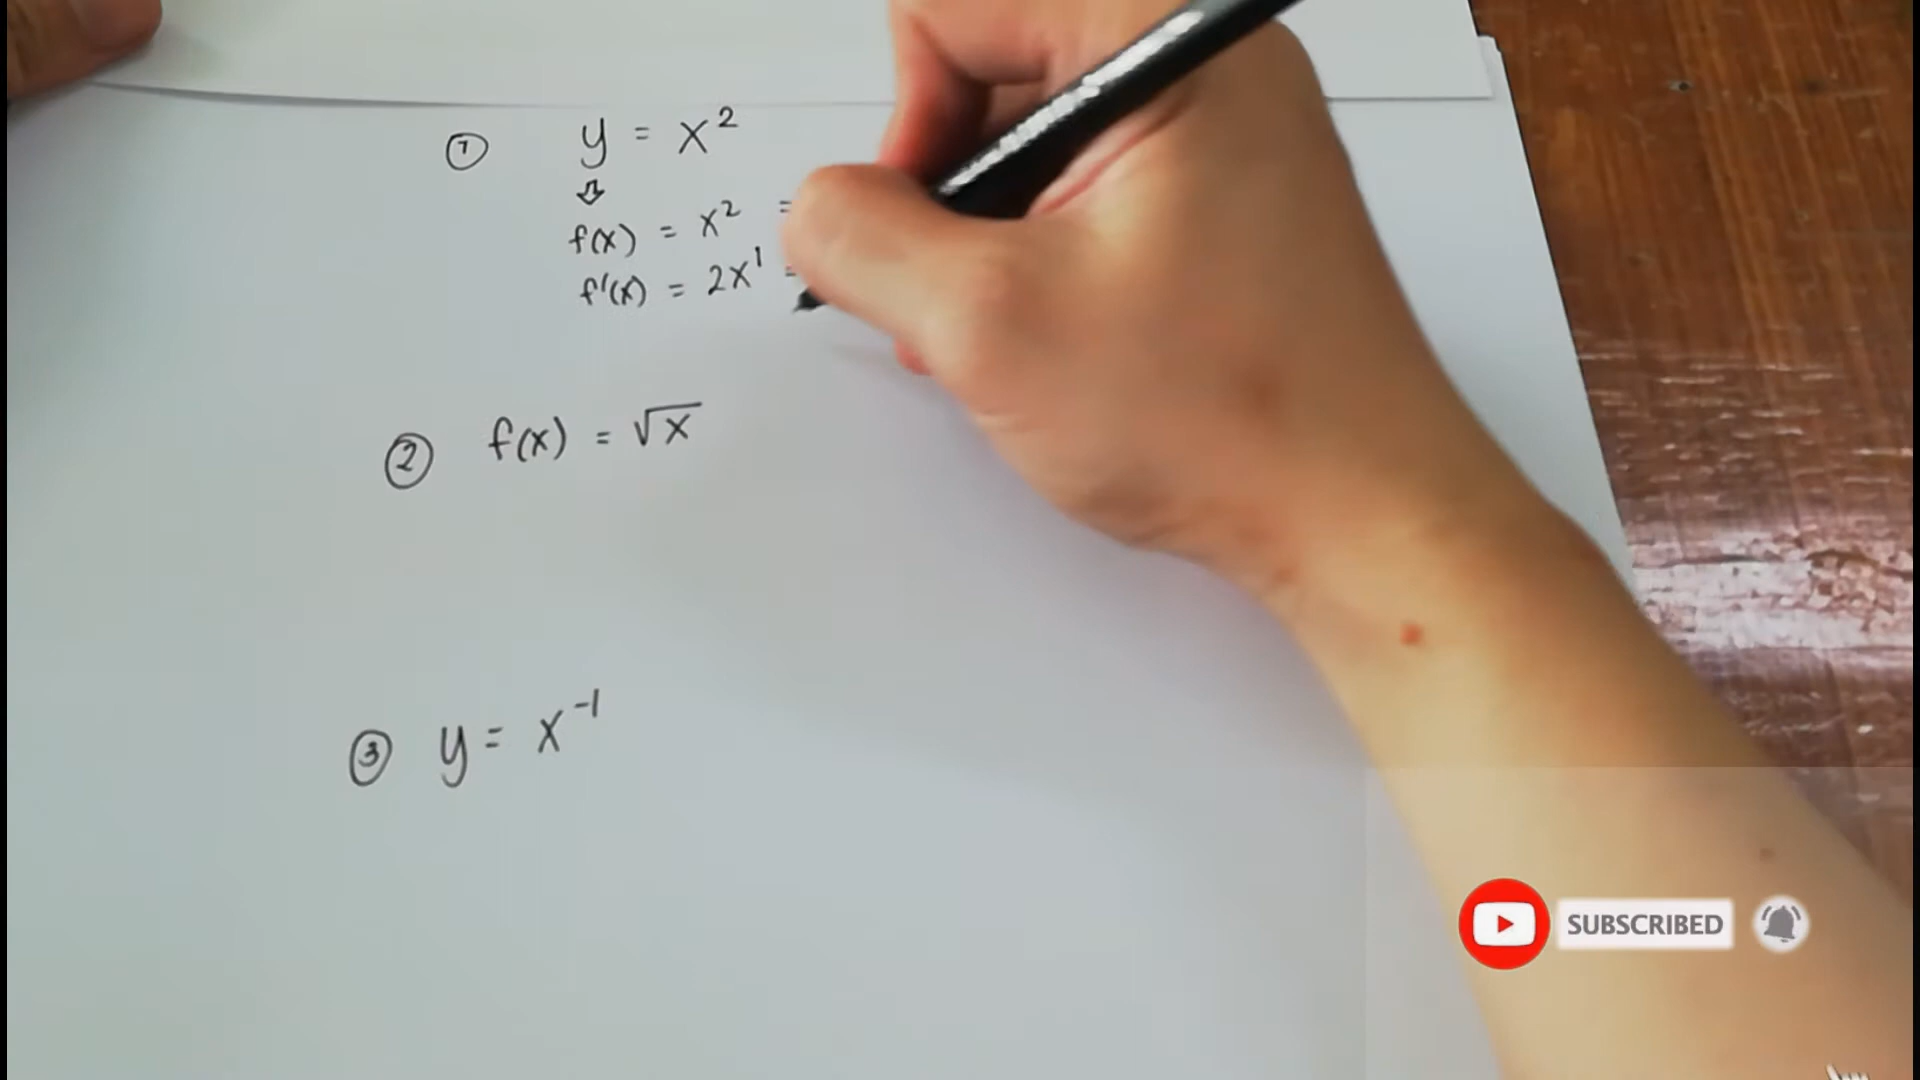 ① y = x²
⇩
f(x) = x² =
f'(x) = 2x¹ =
② f(x) = √x
③ y = x⁻¹
SUBSCRIBED